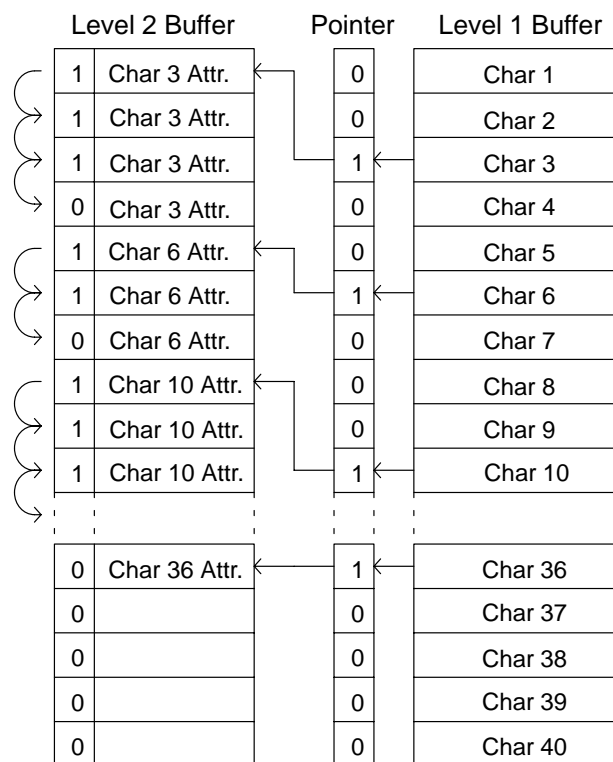 Level 2 Buffer Pointer Level 1 Buffer
1 Char 3 Attr. 0 Char 1
1 Char 3 Attr. 0 Char 2
1 Char 3 Attr. 1 Char 3
0 Char 3 Attr. 0 Char 4
1 Char 6 Attr. 0 Char 5
1 Char 6 Attr. 1 Char 6
0 Char 6 Attr. 0 Char 7
1 Char 10 Attr. 0 Char 8
1 Char 10 Attr. 0 Char 9
1 Char 10 Attr. 1 Char 10
0 Char 36 Attr. 1 Char 36
0 0 Char 37
0 0 Char 38
0 0 Char 39
0 0 Char 40